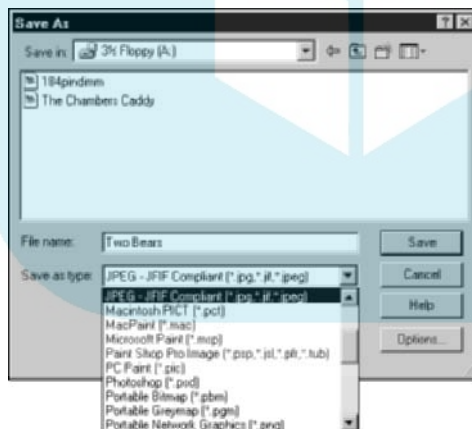 Save As
Save in: 3½ Floppy (A:)
184pindmm
The Chambers Caddy
File name: Two Bears Save
Save as type: JPEG - JFIF Compliant (*.jpg,*.jif,*.jpeg) Cancel
JPEG - JFIF Compliant (*.jpg,*.jif,*.jpeg) Help
Macintosh PICT (*.pct)
MacPaint (*.mac)
Microsoft Paint (*.msp) Options...
Paint Shop Pro Image (*.psp,*.jsl,*.pfr,*.tub)
PC Paint (*.pic)
Photoshop (*.psd)
Portable Bitmap (*.pbm)
Portable Greymap (*.pgm)
Portable Network Graphics (*.png)